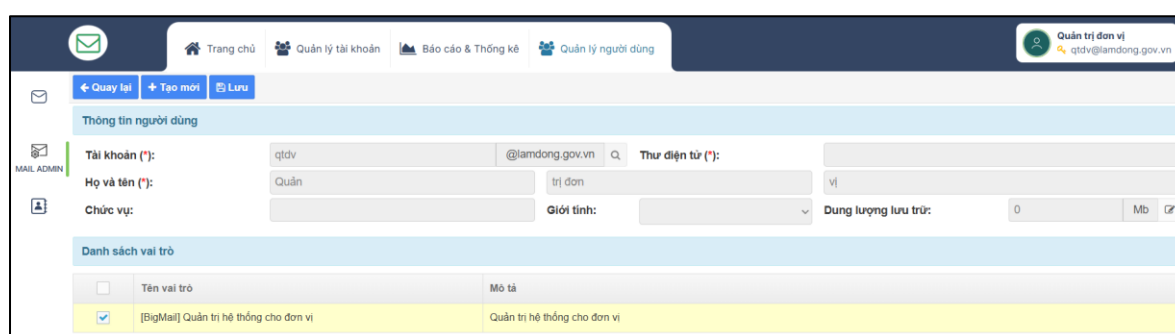 Trang chủ Quản lý tài khoản Báo cáo & Thống kê Quản lý người dùng Quản trị đơn vị
qtdv@lamdong.gov.vn
Quay lại Tạo mới Lưu
Thông tin người dùng
MAIL ADMIN
Tài khoản (*): qtdv @lamdong.gov.vn Thư điện tử (*):
Họ và tên (*): Quản trị đơn vị
Chức vụ: Giới tính: Dung lượng lưu trữ: 0 Mb
Danh sách vai trò
Tên vai trò Mô tả
[BigMail] Quản trị hệ thống cho đơn vị Quản trị hệ thống cho đơn vị